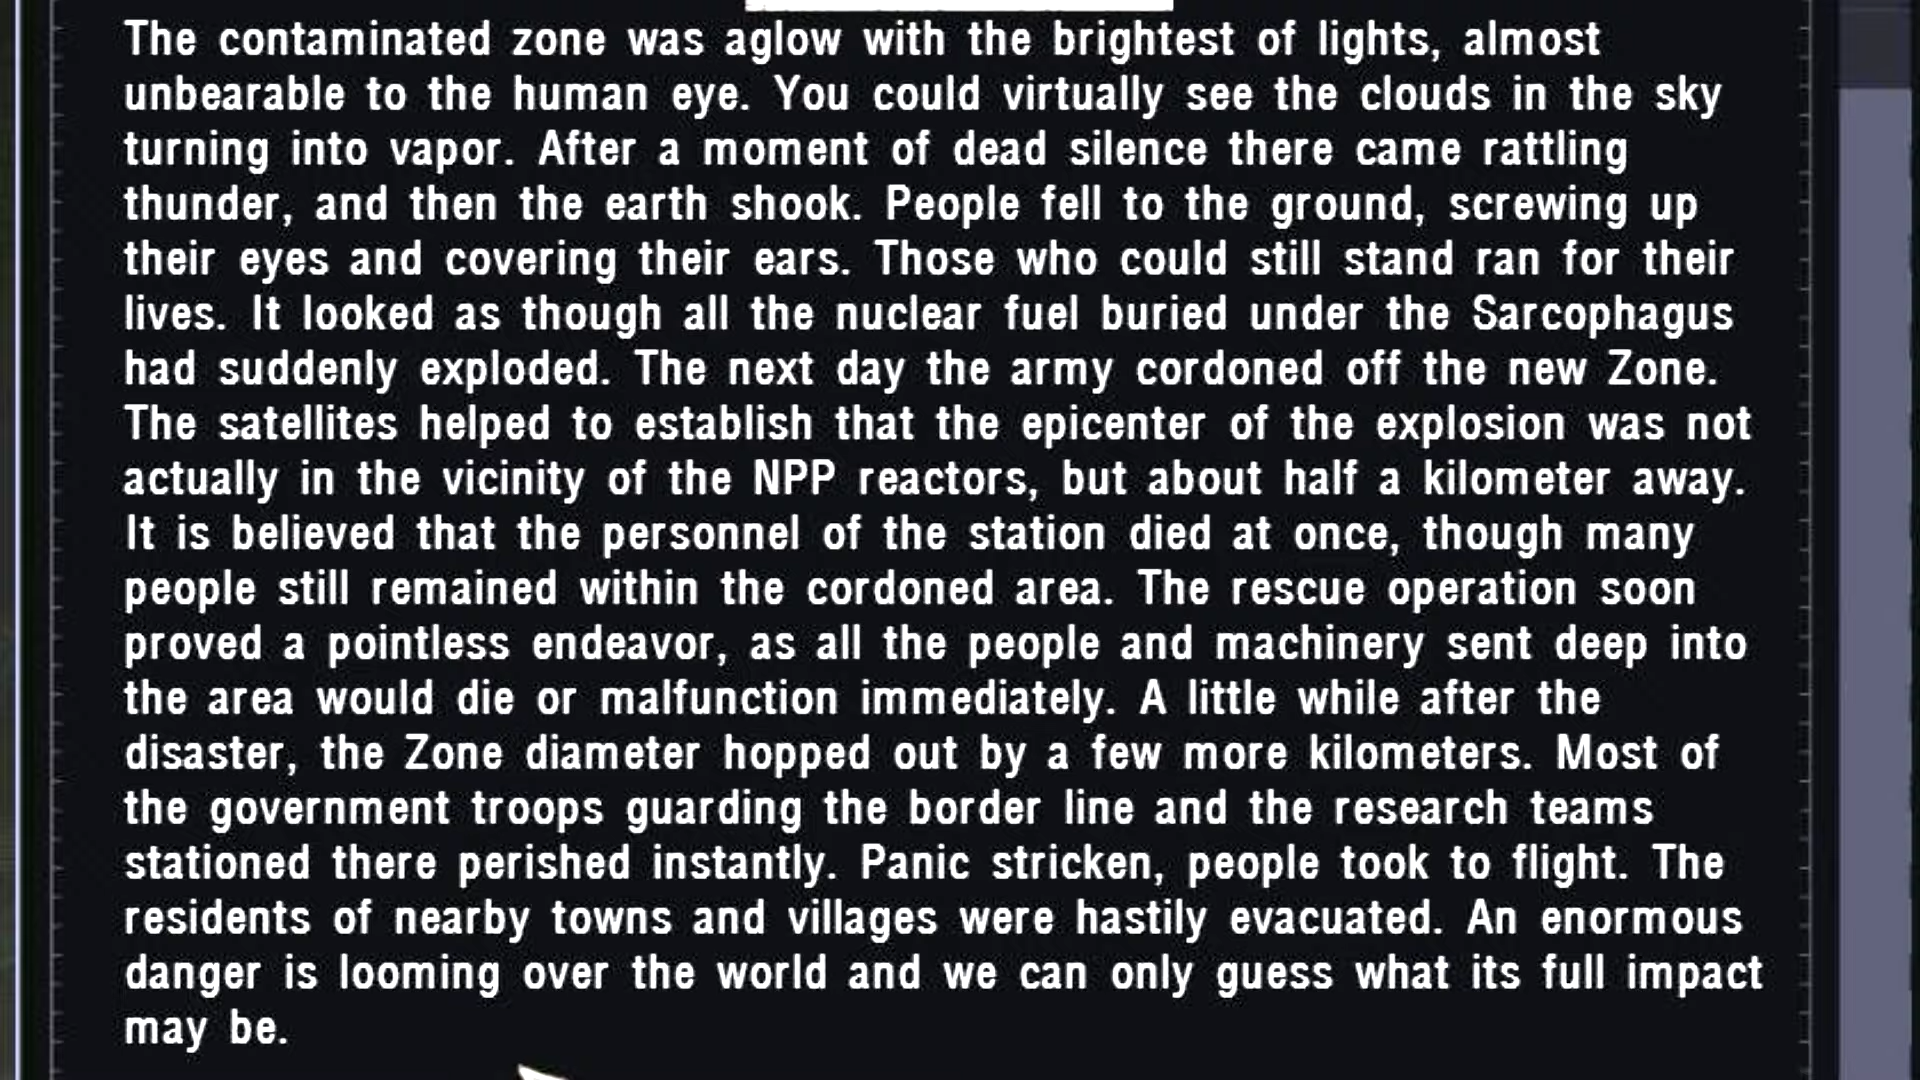 The contaminated zone was aglow with the brightest of lights, almost
unbearable to the human eye. You could virtually see the clouds in the sky
turning into vapor. After a moment of dead silence there came rattling
thunder, and then the earth shook. People fell to the ground, screwing up
their eyes and covering their ears. Those who could still stand ran for their
lives. It looked as though all the nuclear fuel buried under the Sarcophagus
had suddenly exploded. The next day the army cordoned off the new Zone.
The satellites helped to establish that the epicenter of the explosion was not
actually in the vicinity of the NPP reactors, but about half a kilometer away.
It is believed that the personnel of the station died at once, though many
people still remained within the cordoned area. The rescue operation soon
proved a pointless endeavor, as all the people and machinery sent deep into
the area would die or malfunction immediately. A little while after the
disaster, the Zone diameter hopped out by a few more kilometers. Most of
the government troops guarding the border line and the research teams
stationed there perished instantly. Panic stricken, people took to flight. The
residents of nearby towns and villages were hastily evacuated. An enormous
danger is looming over the world and we can only guess what its full impact
may be.